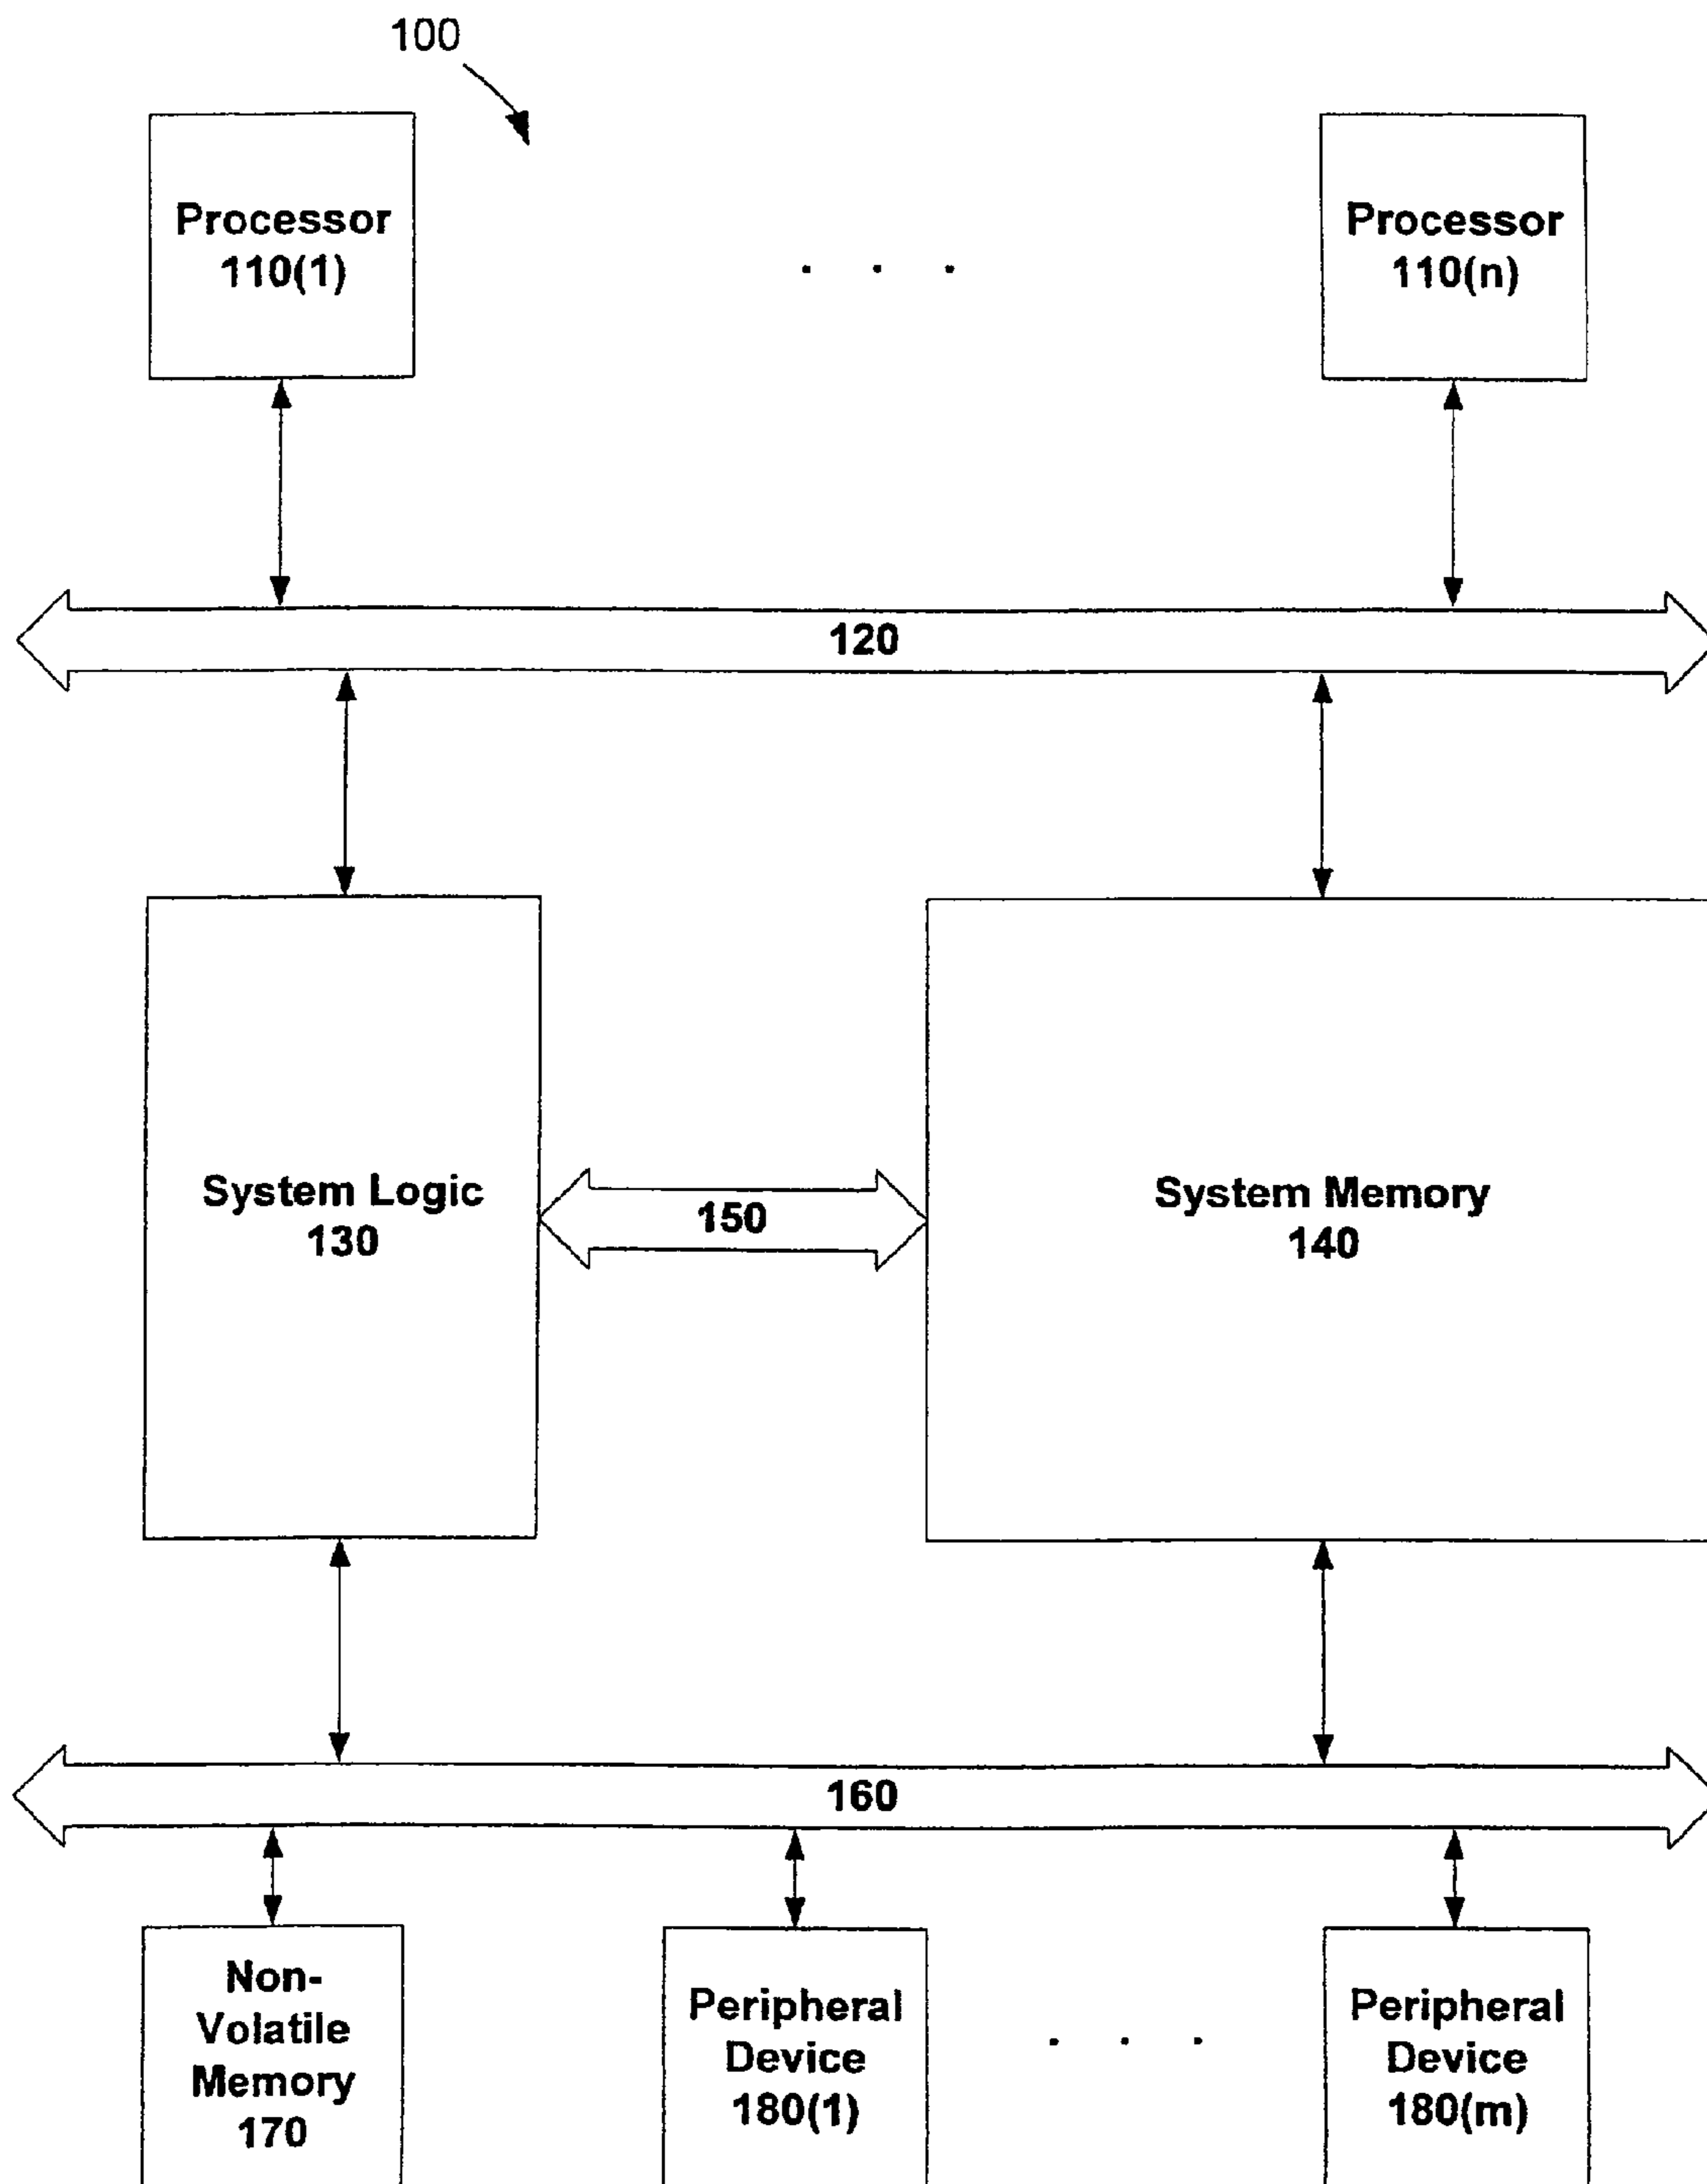 100
Processor
110(1)
. . .
Processor
110(n)
120
System Logic
130
150
System Memory
140
160
Non-
Volatile
Memory
170
Peripheral
Device
180(1)
. . .
Peripheral
Device
180(m)